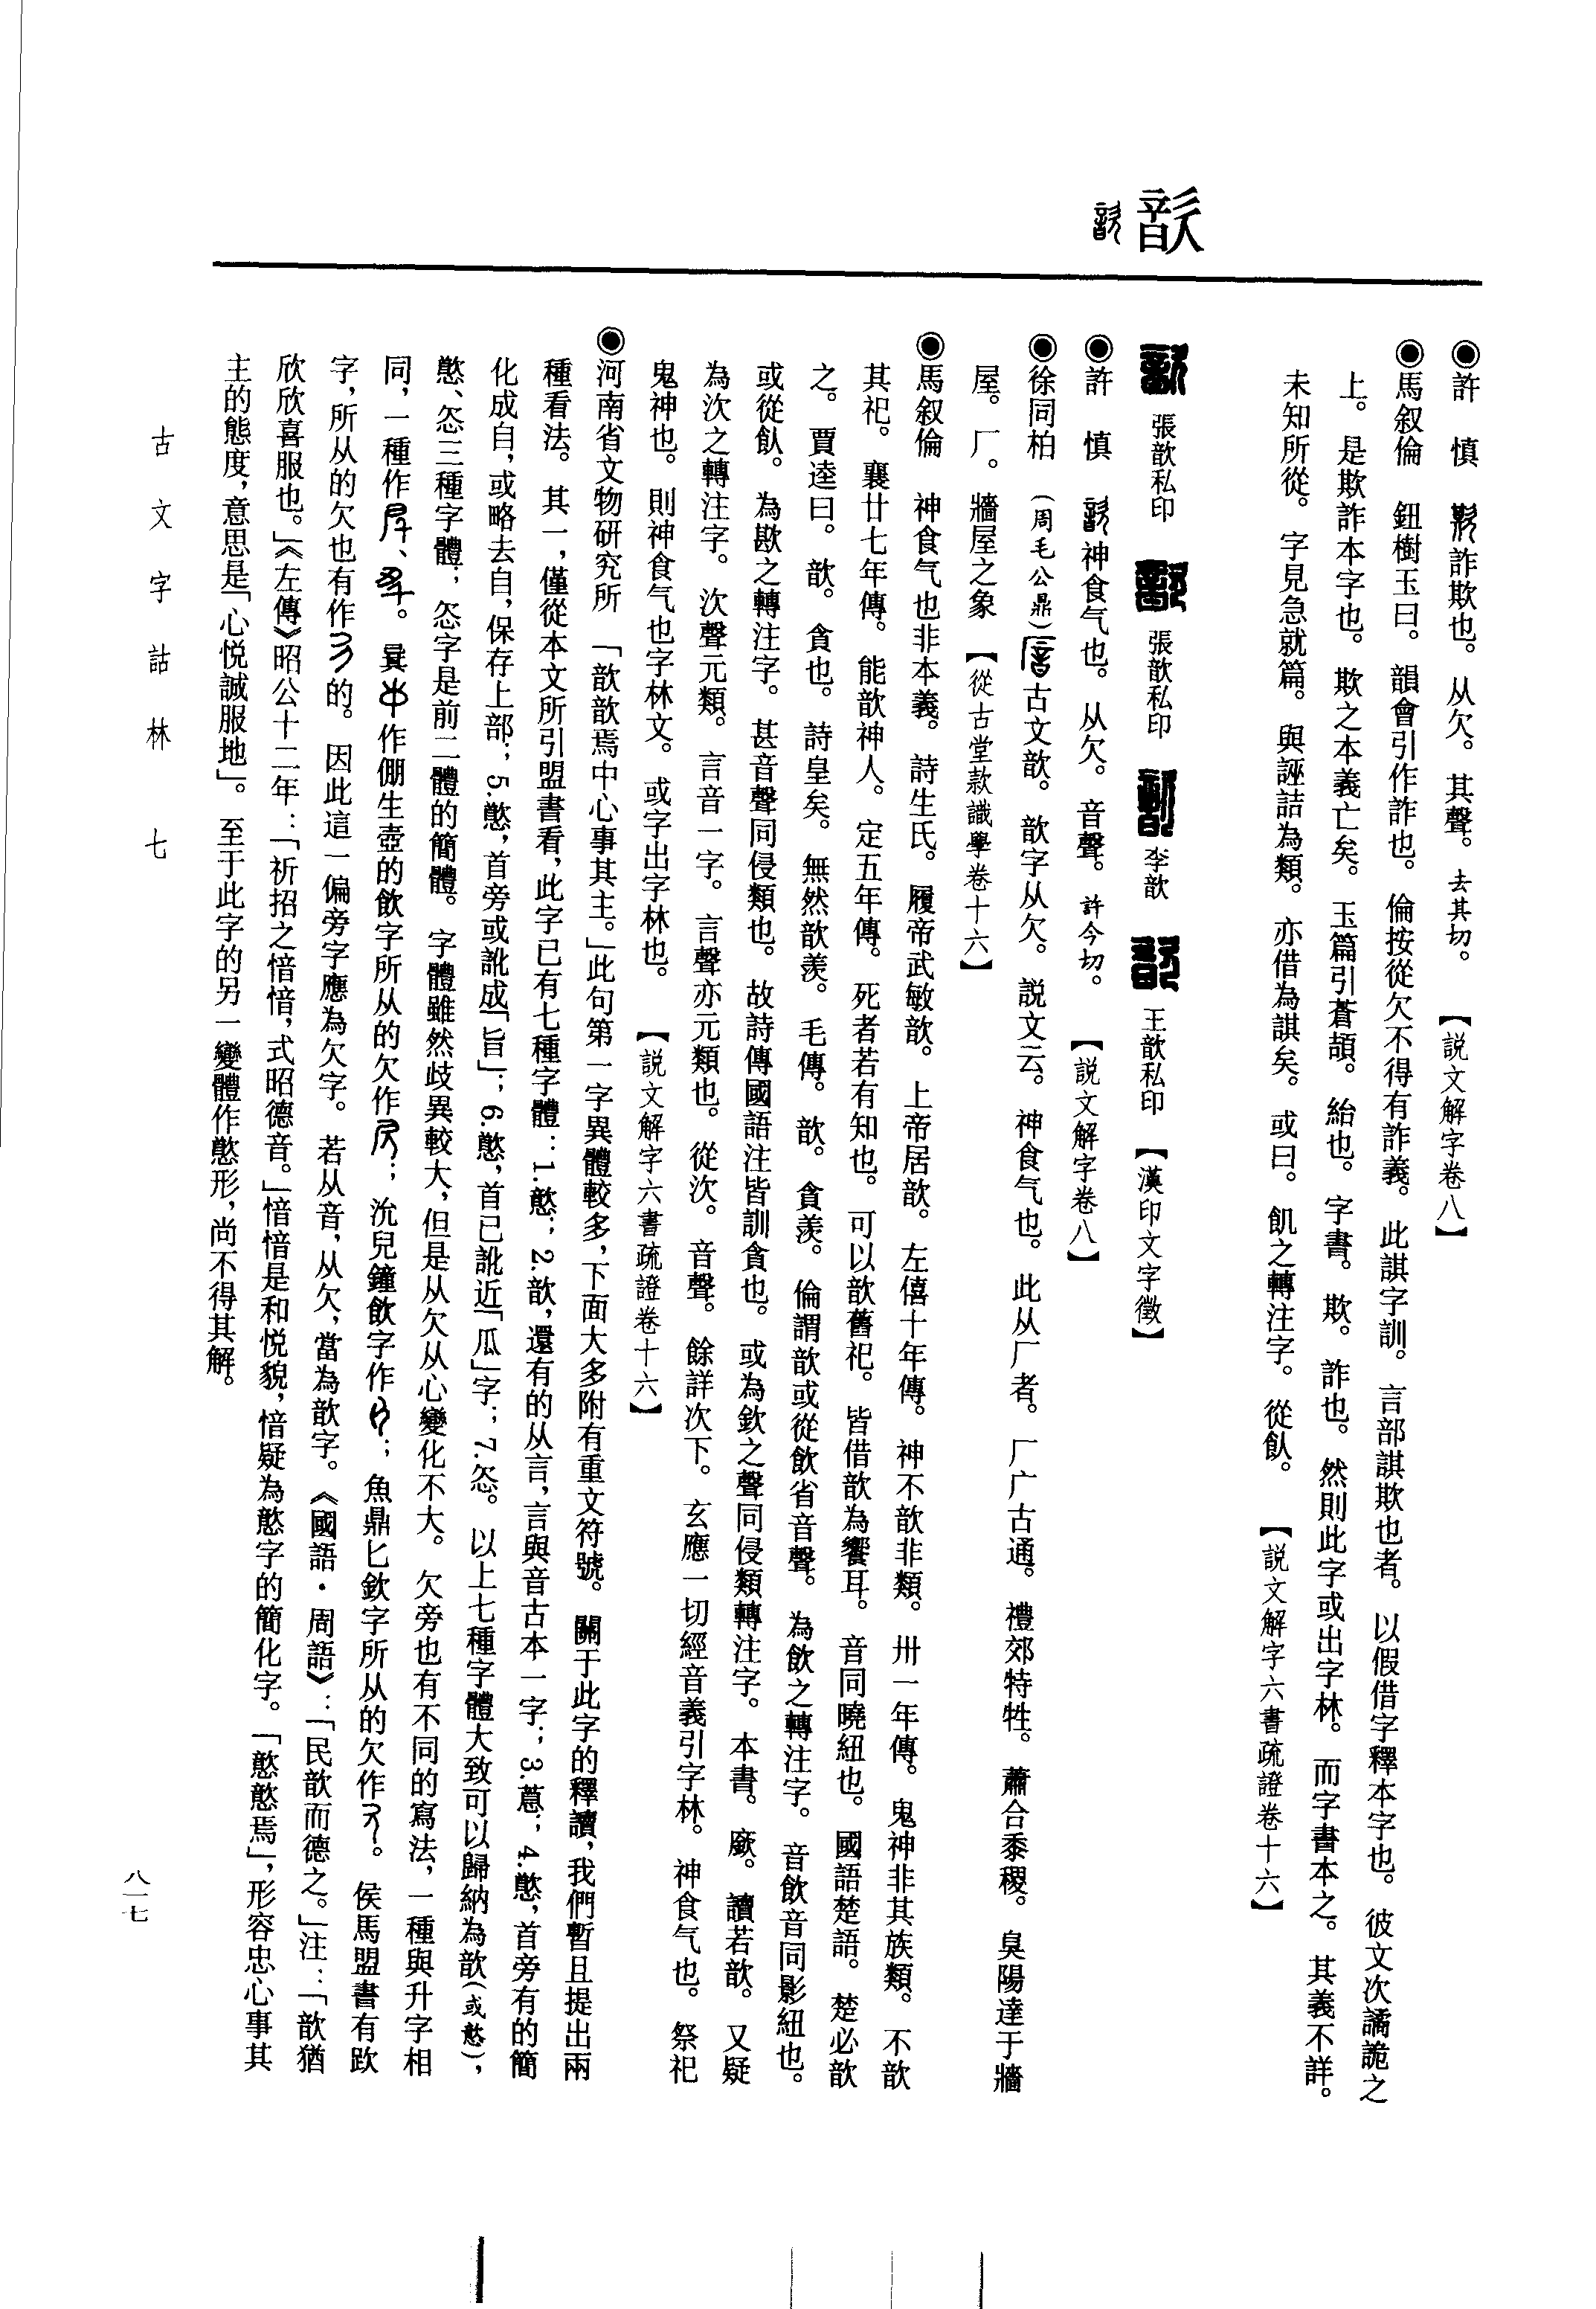 歆
◉許　慎　詐欺也。从欠。其聲。去其切。　【説文解字卷八】
◉馬叙倫　鈕樹玉曰。韻會引作詐也。倫按從欠不得有詐義。此諆字訓。言部諆欺也者。以假借字釋本字也。彼文次譎詭之
上。是欺詐本字也。欺之本義亡矣。玉篇引蒼頡。紿也。字書。欺。詐也。然則此字或出字林。而字書本之。其義不詳。
未知所從。字見急就篇。與誣詰為類。亦借為諆矣。或曰。飢之轉注字。從飤。　【説文解字六書疏證卷十六】
張歆私印　張歆私印　李歆　王歆私印　【漢印文字徵】
◉許　慎　神食气也。从欠。音聲。許今切。　【説文解字卷八】
◉徐同柏　（周毛公鼎）古文歆。歆字从欠。説文云。神食气也。此从厂者。厂广古通。禮郊特牲。蕭合黍稷。臭陽達于牆
屋。厂。牆屋之象　【從古堂款識學卷十六】
◉馬叙倫　神食气也非本義。詩生民。履帝武敏歆。上帝居歆。左僖十年傳。神不歆非類。卅一年傳。鬼神非其族類。不歆
其祀。襄廿七年傳。能歆神人。定五年傳。死者若有知也。可以歆舊祀。皆借歆為饗耳。音同曉紐也。國語楚語。楚必歆
之。賈逵曰。歆。貪也。詩皇矣。無然歆羨。毛傳。歆。貪羨。倫謂歆或從飲省音聲。為飲之轉注字。音飲音同影紐也。
或從飤。為歁之轉注字。甚音聲同侵類也。故詩傳國語注皆訓貪也。或為欽之聲同侵類轉注字。本書。廞。讀若歆。又疑
為次之轉注字。次聲元類。言音一字。言聲亦元類也。從次。音聲。餘詳次下。玄應一切經音義引字林。神食气也。祭祀
鬼神也。則神食气也字林文。或字出字林也。　【説文解字六書疏證卷十六】
◉河南省文物研究所　「歆歆焉中心事其主。」此句第一字異體較多，下面大多附有重文符號。關于此字的釋讀，我們暫且提出兩
種看法。其一，僅從本文所引盟書看，此字已有七種字體：1.；2.歆，還有的从言，言與音古本一字；3.；4.，首旁有的簡
化成自，或略去自，保存上部；5.，首旁或訛成「旨」；6.，首已訛近「瓜」字；7.。以上七種字體大致可以歸納為歆（或），
三種字體；字是前二體的簡體。字體雖然歧異較大，但是从欠从心變化不大。欠旁也有不同的寫法，一種與升字相
同，一種作、。作倗生壺的飲字所从的欠作；沇兒鐘飲字作；魚鼎匕欽字所从的欠作。侯馬盟書有
字，所从的欠也有作的。因此這一偏旁字應為欠字。若从音，从欠，當為歆字。《國語·周語》：「民歆而德之。」注：「歆猶
欣欣喜服也。」《左傳》昭公十二年：「祈招之愔愔，式昭德音。」愔愔是和悦貌，愔疑為字的簡化字。「焉」，形容忠心事其
主的態度，意思是「心悦誠服地」。至于此字的另一變體作形，尚不得其解。
古文字詁林　七
八一七